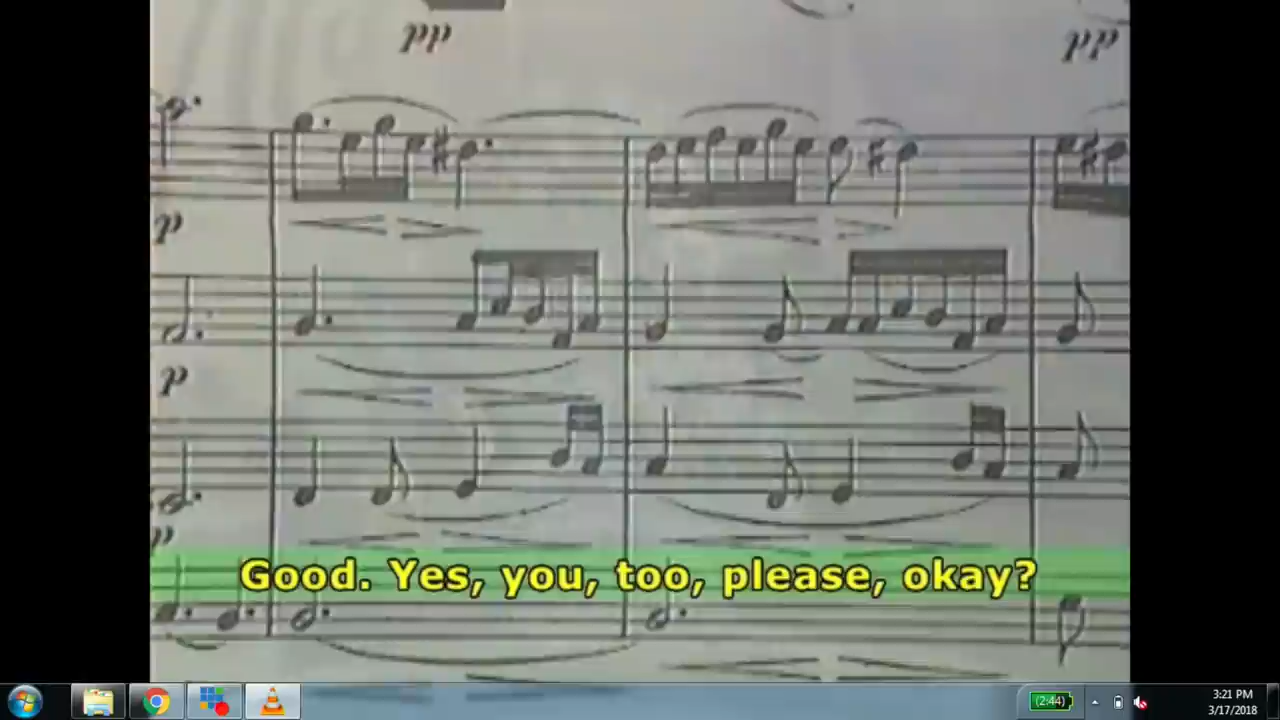 pp
pp
p
p
p
Good. Yes, you, too, please, okay?
(2:44)
3:21 PM
3/17/2018